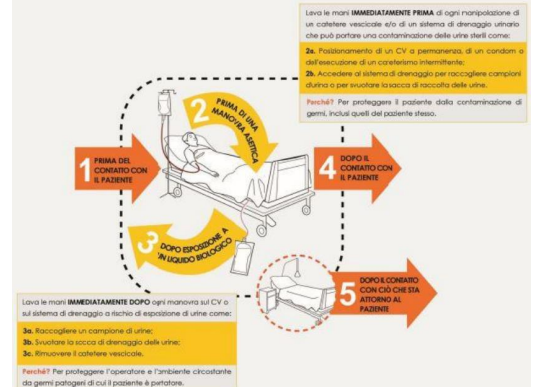 Lava le mani IMMEDIATAMENTE PRIMA di ogni manipolazione di
un catetere vescicale e/o di un sistema di drenaggio urinario
che può portare una contaminazione delle urine sterili come:
2a. Posizionamento di un CV a permanenza, di un condom o
dell'esecuzione di un cateterismo intermittente;
2b. Accedere al sistema di drenaggio per raccogliere campioni
d'urina o per svuotare la sacca di raccolta delle urine.
Perché? Per proteggere il paziente dalla contaminazione di
germi, inclusi quelli del paziente stesso.
2
PRIMA DI UNA
MANOVRA ASETTICA
1
PRIMA DEL
CONTATTO CON
IL PAZIENTE
4
DOPO IL
CONTATTO CON
IL PAZIENTE
3
DOPO ESPOSIZIONE A
UN LIQUIDO BIOLOGICO
5
DOPO IL CONTATTO
CON CIÒ CHE STA
ATTORNO AL
PAZIENTE
Lava le mani IMMEDIATAMENTE DOPO ogni manovra sul CV o
sul sistema di drenaggio a rischio di esposizione di urine come:
3a. Raccogliere un campione di urine;
3b. Svuotare la sacca di drenaggio delle urine;
3c. Rimuovere il catetere vescicale.
Perché? Per proteggere l'operatore e l'ambiente circostante
da germi patogeni di cui il paziente è portatore.